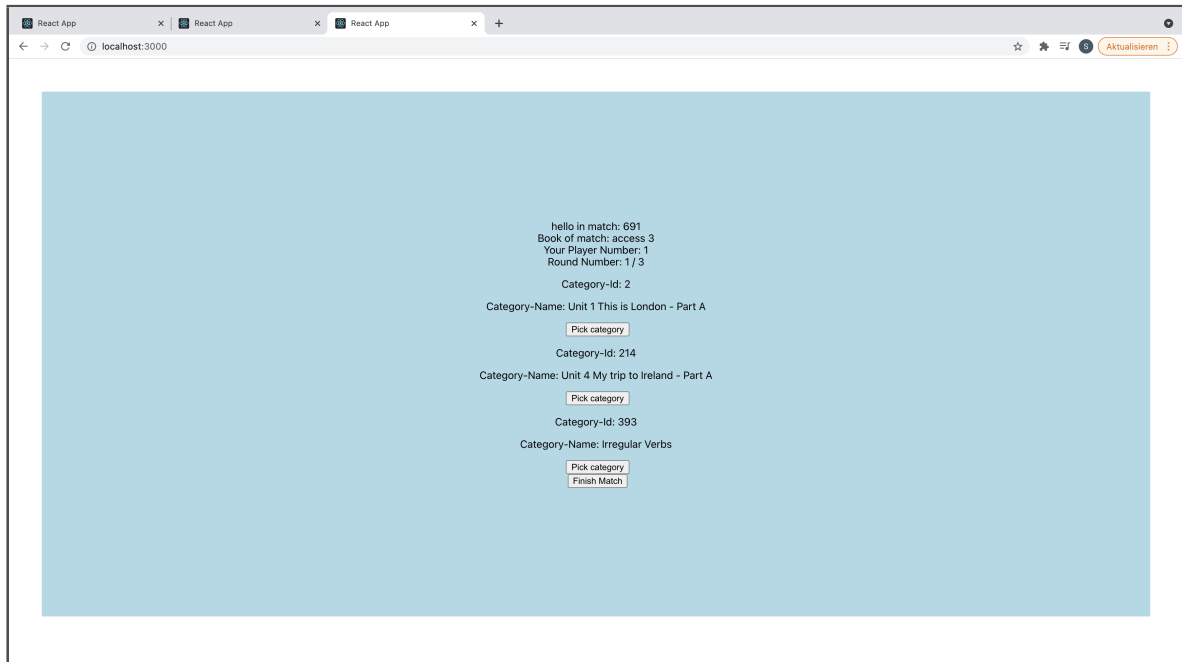 React App
React App
React App
localhost:3000
S
Aktualisieren
hello in match: 691
Book of match: access 3
Your Player Number: 1
Round Number: 1 / 3
Category-Id: 2
Category-Name: Unit 1 This is London - Part A
Pick category
Category-Id: 214
Category-Name: Unit 4 My trip to Ireland - Part A
Pick category
Category-Id: 393
Category-Name: Irregular Verbs
Pick category
Finish Match